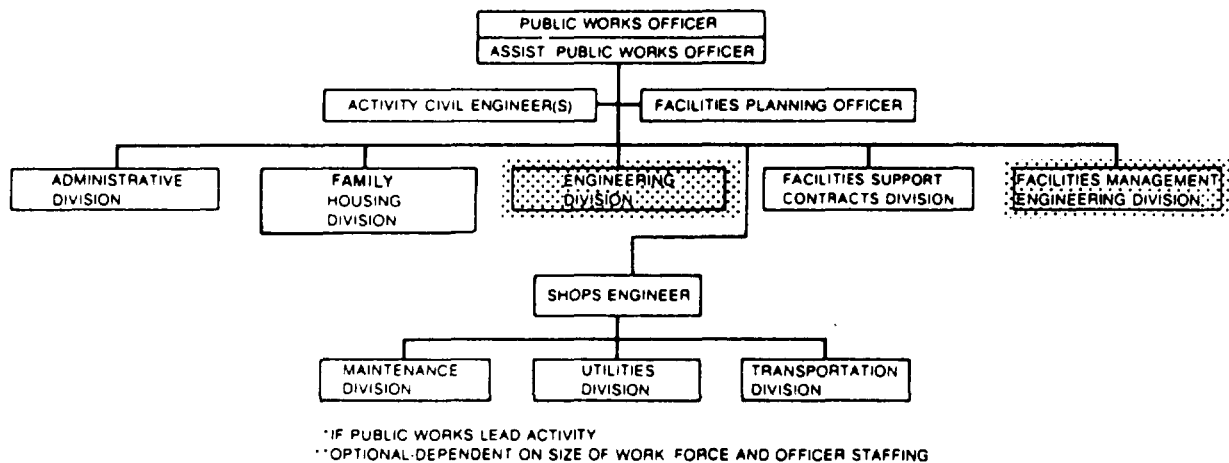 PUBLIC WORKS OFFICER
ASSIST PUBLIC WORKS OFFICER
ACTIVITY CIVIL ENGINEER(S)
FACILITIES PLANNING OFFICER
ADMINISTRATIVE
DIVISION
FAMILY
HOUSING
DIVISION
ENGINEERING
DIVISION
FACILITIES SUPPORT
CONTRACTS DIVISION
FACILITIES MANAGEMENT
ENGINEERING DIVISION
SHOPS ENGINEER
MAINTENANCE
DIVISION
UTILITIES
DIVISION
TRANSPORTATION
DIVISION
*IF PUBLIC WORKS LEAD ACTIVITY
**OPTIONAL-DEPENDENT ON SIZE OF WORK FORCE AND OFFICER STAFFING